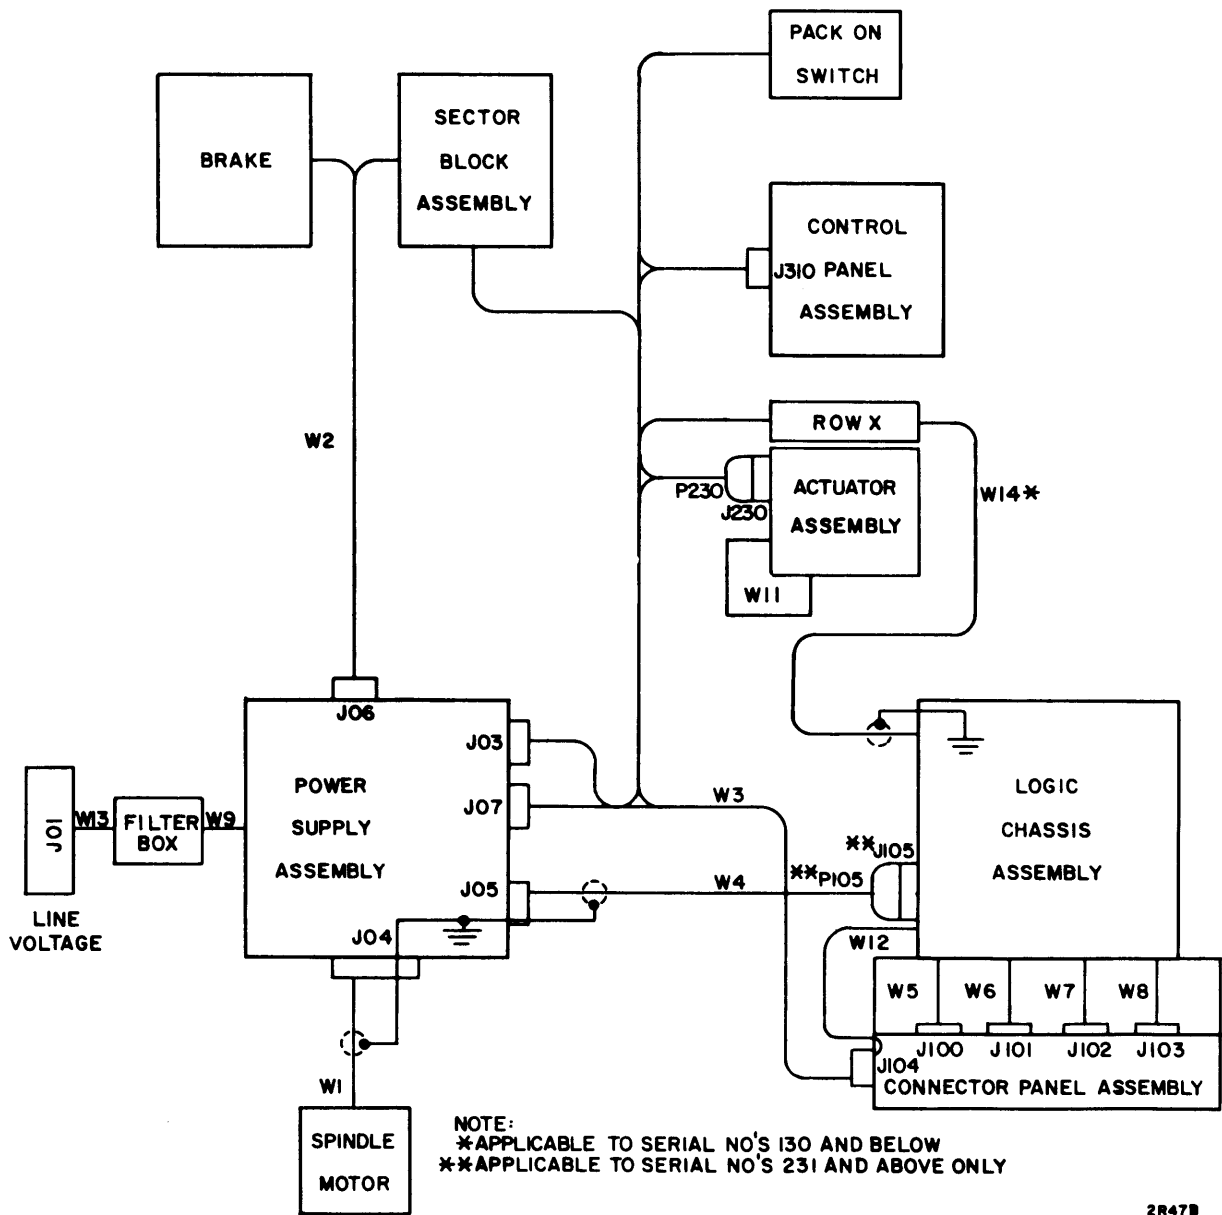 PACK ON
SWITCH
BRAKE
SECTOR
BLOCK
ASSEMBLY
CONTROL
J310 PANEL
ASSEMBLY
W2
ROW X
P230
J230
ACTUATOR
ASSEMBLY
W14*
W11
J06
J03
J07
J05
J04
POWER
SUPPLY
ASSEMBLY
J01
W13
FILTER
BOX
W9
LINE
VOLTAGE
W3
W4
**P105
**J105
LOGIC
CHASSIS
ASSEMBLY
W12
W5
W6
W7
W8
J100
J101
J102
J103
J104
CONNECTOR PANEL ASSEMBLY
W1
SPINDLE
MOTOR
NOTE:
*APPLICABLE TO SERIAL NO'S 130 AND BELOW
**APPLICABLE TO SERIAL NO'S 231 AND ABOVE ONLY
2R47B